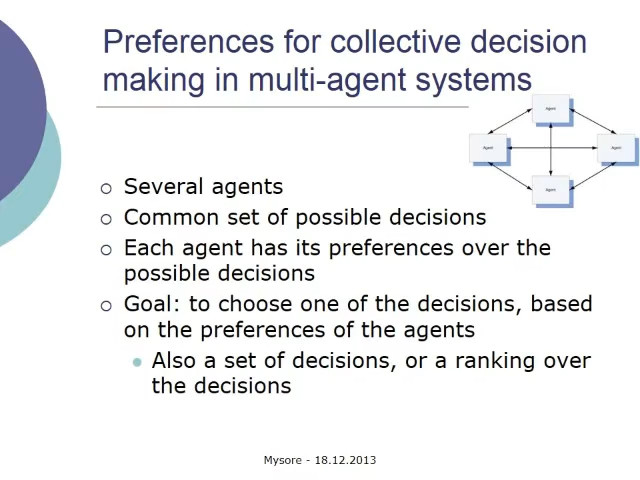 Preferences for collective decision
making in multi-agent systems
Agent
Agent
Agent
Agent
Several agents
Common set of possible decisions
Each agent has its preferences over the
possible decisions
Goal: to choose one of the decisions, based
on the preferences of the agents
Also a set of decisions, or a ranking over
the decisions
Mysore - 18.12.2013